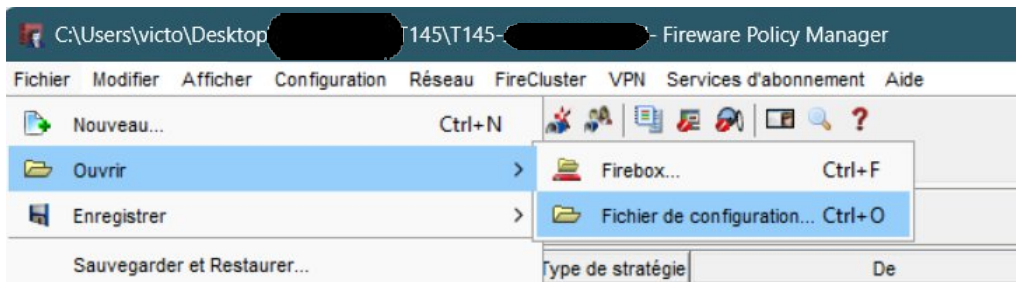 C:\Users\victo\Desktop T145\T145- - Fireware Policy Manager
Fichier Modifier Afficher Configuration Réseau FireCluster VPN Services d'abonnement Aide
Nouveau... Ctrl+N
Ouvrir > Firebox... Ctrl+F
Enregistrer > Fichier de configuration... Ctrl+O
Sauvegarder et Restaurer... Type de stratégie De